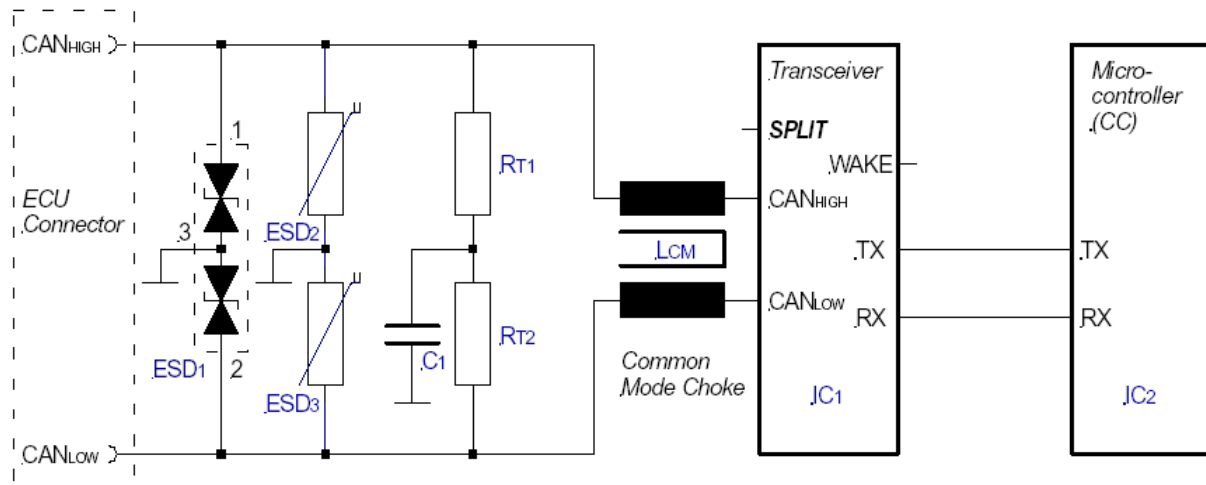 CANHIGH
ECU
Connector
CANLOW
1
3
2
ESD1
U
ESD2
U
ESD3
RT1
C1
RT2
LCM
Common
Mode Choke
Transceiver
SPLIT
WAKE
CANHIGH
TX
CANLOW
RX
IC1
Micro-
controller
(CC)
TX
RX
IC2